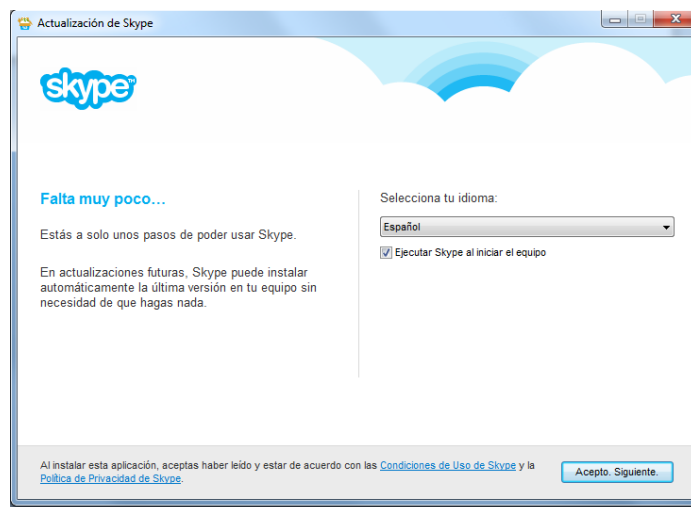 Actualización de Skype
skype
Falta muy poco...
Selecciona tu idioma:
Español
Estás a solo unos pasos de poder usar Skype.
Ejecutar Skype al iniciar el equipo
En actualizaciones futuras, Skype puede instalar
automáticamente la última versión en tu equipo sin
necesidad de que hagas nada.
Al instalar esta aplicación, aceptas haber leído y estar de acuerdo con las Condiciones de Uso de Skype y la
Política de Privacidad de Skype.
Acepto. Siguiente.